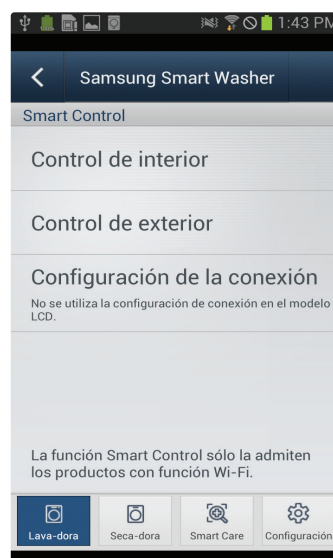 1:43 PM
Samsung Smart Washer
Smart Control
Control de interior
Control de exterior
Configuración de la conexión
No se utiliza la configuración de conexión en el modelo
LCD.
La función Smart Control sólo la admiten
los productos con función Wi-Fi.
Lava-dora
Seca-dora
Smart Care
Configuración